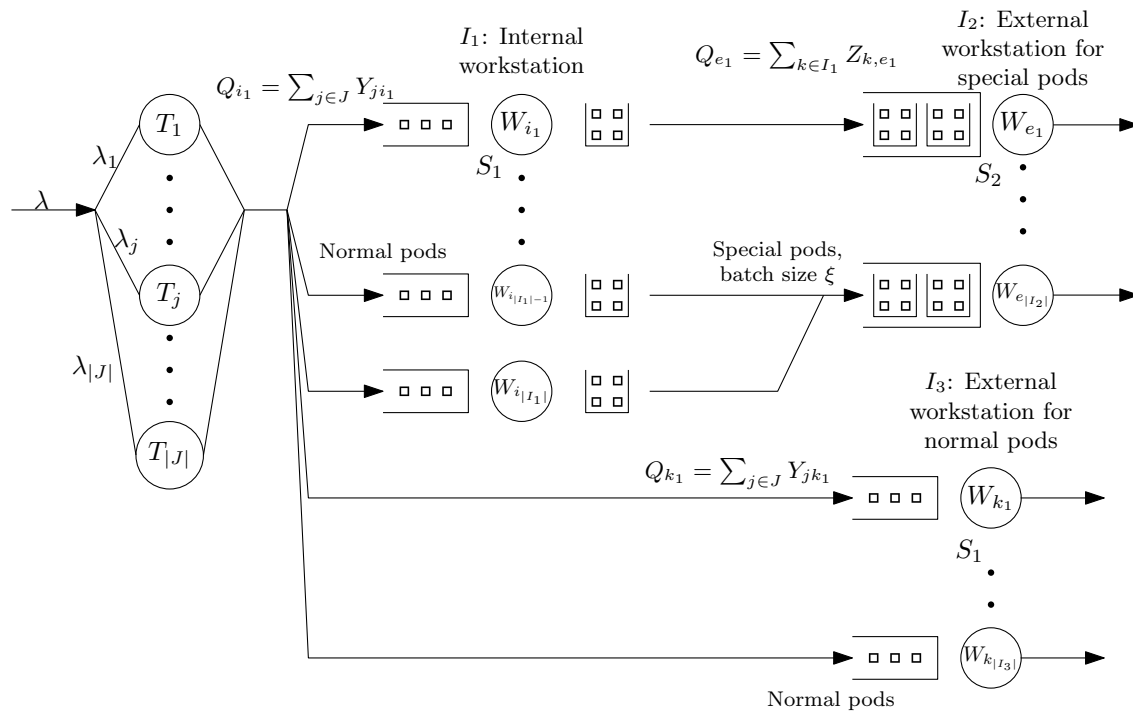 I₁: Internal
workstation
I₂: External
workstation for
special pods
Q_{i₁} = ∑_{j∈J} Y_{ji₁}
Q_{e₁} = ∑_{k∈I₁} Z_{k,e₁}
T₁
W_{i₁}
W_{e₁}
λ₁
S₁
S₂
λ
λ_j
Normal pods
Special pods,
batch size ξ
T_j
W_{i_{|I₁|−1}}
W_{e_{|I₂|}}
λ_{|J|}
W_{i_{|I₁|}}
I₃: External
workstation for
normal pods
T_{|J|}
Q_{k₁} = ∑_{j∈J} Y_{jk₁}
W_{k₁}
S₁
W_{k_{|I₃|}}
Normal pods